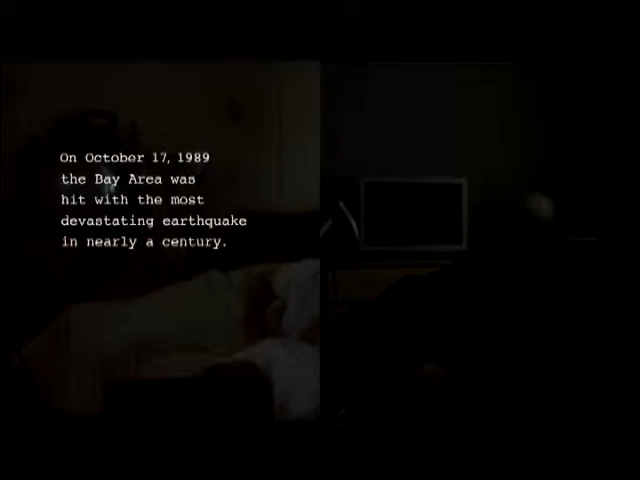 On October 17, 1989
the Bay Area was
hit with the most
devastating earthquake
in nearly a century.